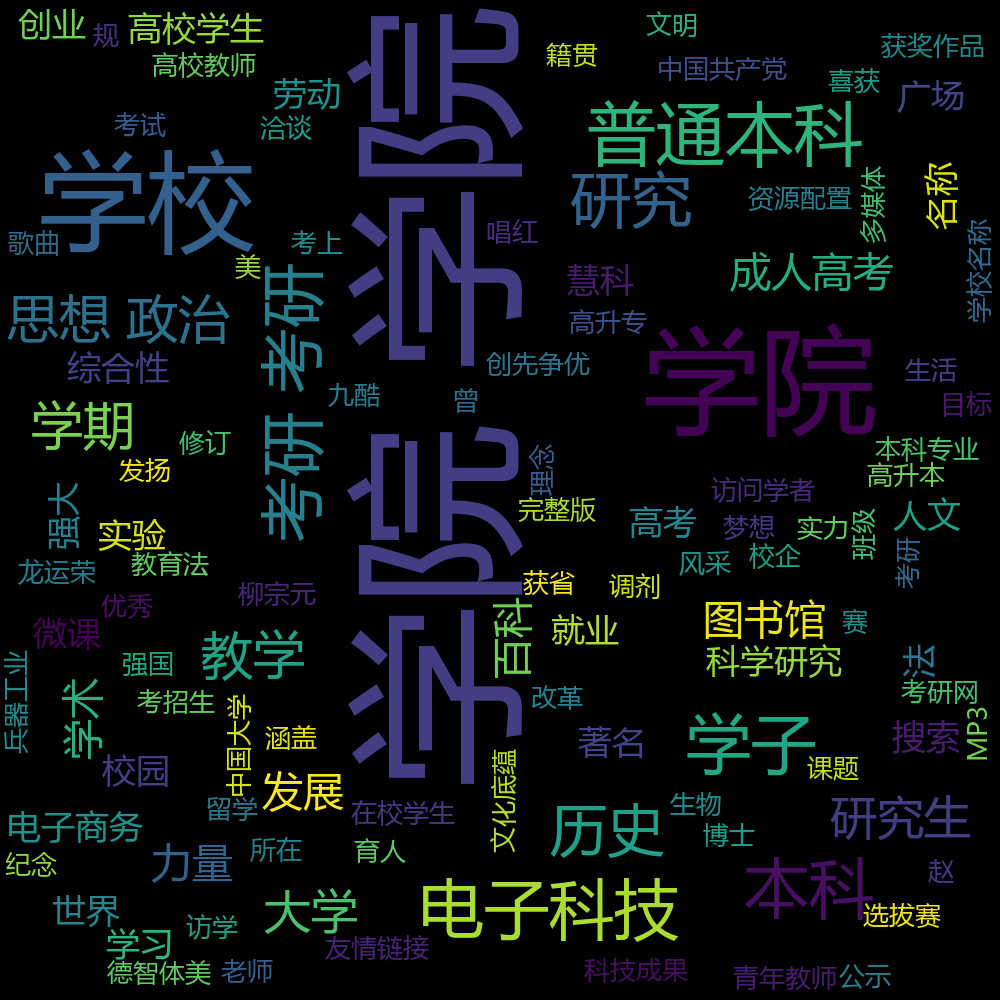 创业
规
高校学生
高校教师
考试
劳动
洽谈
学校
歌曲
美
考上
思想 政治
综合性
考研 考研
学院 学院
学院 学院
九酷
学期
修订
发扬
强大
实验
教育法
龙运荣
优秀
柳宗元
微课
强国
教学
考招生
兵器工业
学术
中国大学
涵盖
校园
发展
留学
在校学生
电子商务
所在
育人
纪念
力量
世界
访学
大学
学习
德智体美
老师
友情链接
文明
籍贯
中国共产党
获奖作品
喜获
广场
普通本科
研究
资源配置
多媒体
名称
唱红
慧科
成人高考
学校名称
高升专
创先争优
曾
学院
生活
目标
理念
本科专业
高升本
访问学者
完整版
高考
梦想
实力
班级
人文
风采
校企
考研
获省
调剂
百科
就业
图书馆
赛
科学研究
法
考研网
改革
著名
学子
搜索
MP3
课题
文化底蕴
历史
生物
博士
研究生
电子科技
本科
赵
选拔赛
科技成果
青年教师
公示